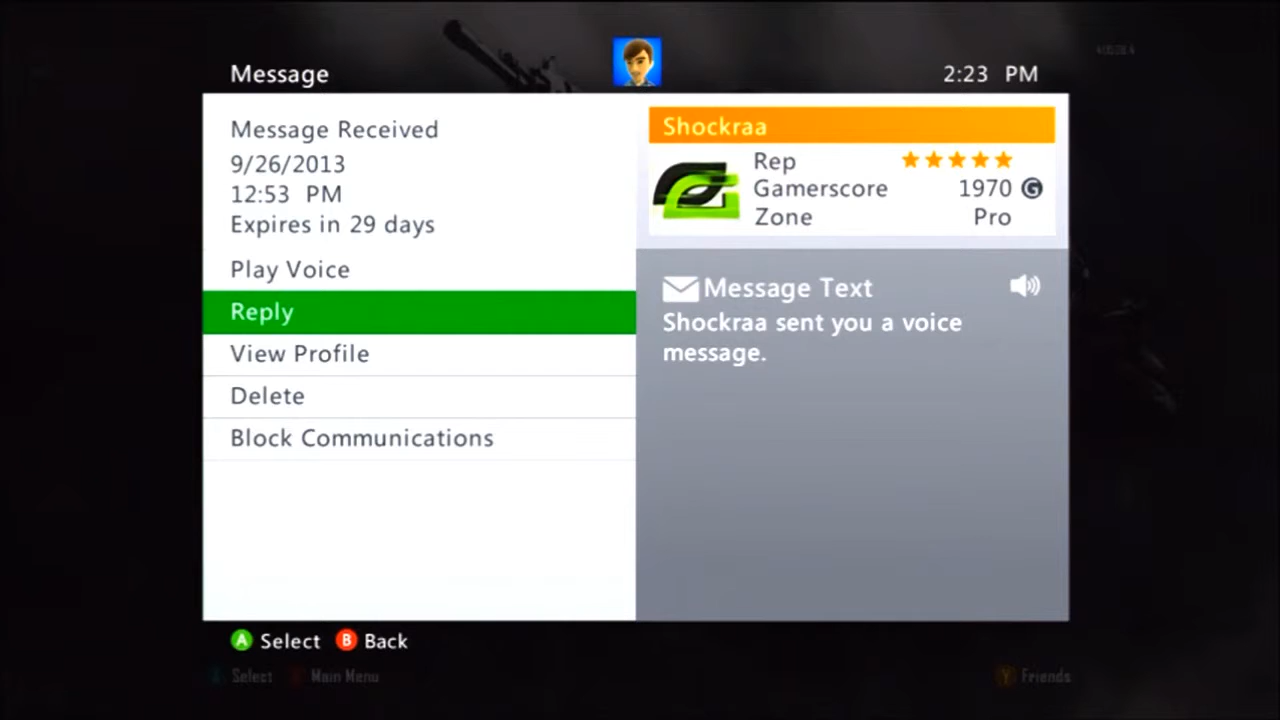 Message
2:23 PM
Message Received
9/26/2013
12:53 PM
Expires in 29 days
Play Voice
Reply
View Profile
Delete
Block Communications
Shockraa
Rep
Gamerscore 1970 G
Zone Pro
Message Text
Shockraa sent you a voice
message.
A Select B Back
Select Main Menu
Y Friends